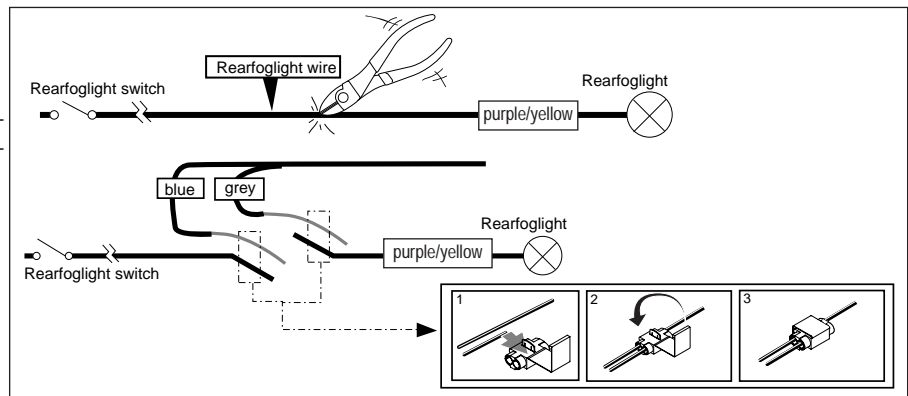 Rearfoglight wire
Rearfoglight switch
Rearfoglight
purple/yellow
blue
grey
Rearfoglight
purple/yellow
Rearfoglight switch
1
2
3